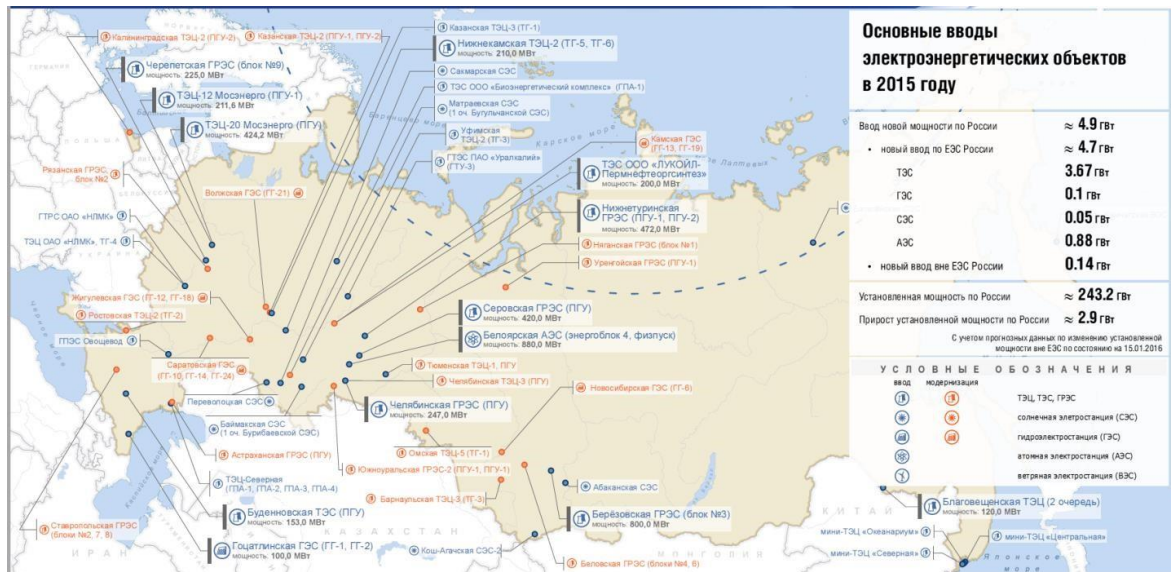 Калининградская ТЭЦ-2 (ПГУ-2)
Казанская ТЭЦ-2 (ПГУ-1, ПГУ-2)
Черепетская ГРЭС (блок №9)
мощность: 225,0 МВт
ТЭЦ-12 Мосэнерго (ПГУ-1)
мощность: 211,6 МВт
ТЭЦ-20 Мосэнерго (ПГУ)
мощность: 424,2 МВт
Рязанская ГРЭС,
блок №2
Волжская ГЭС (ГГ-21)
ГТРС ОАО «НЛМК»
ТЭЦ ОАО «НЛМК», ТГ-4
Жигулевская ГЭС (ГГ-12, ГГ-18)
Ростовская ТЭЦ-2 (ТГ-2)
ГПЭС Овощевод
Саратовская ГЭС
(ГГ-10, ГГ-14; ГГ-24)
Переволоцкая СЭС
Баймакская СЭС
(1 оч. Бурибаевской СЭС)
Астраханская ГРЭС (ПГУ)
ТЭЦ-Северная
(ГПА-1, ГПА-2, ГПА-3, ГПА-4)
Буденновская ТЭС (ПГУ)
мощность: 153,0 МВт
Ставропольская ГРЭС
(блоки №2, 7, 8)
Гоцатлинская ГЭС (ГГ-1, ГГ-2)
мощность: 100,0 МВт
Казанская ТЭЦ-3 (ТГ-1)
Нижнекамская ТЭЦ-2 (ТГ-5, ТГ-6)
мощность: 210,0 МВт
Сакмарская СЭС
ТЭС ООО «Биоэнергетический комплекс» (ГПА-1)
Матраевская СЭС
(1 оч. Бугульчанской СЭС)
Уфимская
ТЭЦ-2 (ТГ-3)
ГТЭС ПАО «Уралкалий»
(ГТУ-3)
Камская ГЭС
(ГГ-13, ГГ-19)
ТЭС ООО «ЛУКОЙЛ-
Пермнефтеоргсинтез»
мощность: 200,0 МВт
Нижнетуринская
ГРЭС (ПГУ-1, ПГУ-2)
мощность: 472,0 МВт
Няганская ГРЭС (блок №1)
Уренгойская ГРЭС (ПГУ-1)
Серовская ГРЭС (ПГУ)
мощность: 420,0 МВт
Белоярская АЭС (энергоблок 4, физпуск)
мощность: 880,0 МВт
Тюменская ТЭЦ-1, ПГУ
Челябинская ТЭЦ-3 (ПГУ)
Новосибирская ГЭС (ГГ-6)
Челябинская ГРЭС (ПГУ)
мощность: 247,0 МВт
Омская ТЭЦ-5 (ТГ-1)
Южноуральская ГРЭС-2 (ПГУ-1, ПГУ-1)
Барнаульская ТЭЦ-3 (ТГ-3)
Абаканская СЭС
Берёзовская ГРЭС (блок №3)
мощность: 800,0 МВт
Кош-Агачская СЭС-2
Беловская ГРЭС (блоки №4, 6)
Благовещенская ТЭЦ (2 очередь)
мощность: 120,0 МВт
мини-ТЭЦ «Океанариум»
мини-ТЭЦ «Центральная»
мини-ТЭЦ «Северная»
Карское море
Каспийское
К А З А Х С Т А Н
М О Н Г О Л И Я
К И Т А Й
И Р А Н
Японское
море
Основные вводы
электроэнергетических объектов
в 2015 году
Ввод новой мощности по России ≈ 4.9 ГВт
• новый ввод по ЕЭС России ≈ 4.7 ГВт
ТЭС 3.67 ГВт
ГЭС 0.1 ГВт
СЭС 0.05 ГВт
АЭС 0.88 ГВт
• новый ввод вне ЕЭС России 0.14 ГВт
Установленная мощность по России ≈ 243.2 ГВт
Прирост установленной мощности по России ≈ 2.9 ГВт
С учетом прогнозных данных по изменению установленной
мощности вне ЕЭС по состоянию на 15.01.2016
У С Л О В Н Ы Е О Б О З Н А Ч Е Н И Я
ввод модернизация
ТЭЦ, ТЭС, ГРЭС
солнечная элетростанция (СЭС)
гидроэлектростанция (ГЭС)
атомная электростанция (АЭС)
ветряная электростанция (ВЭС)